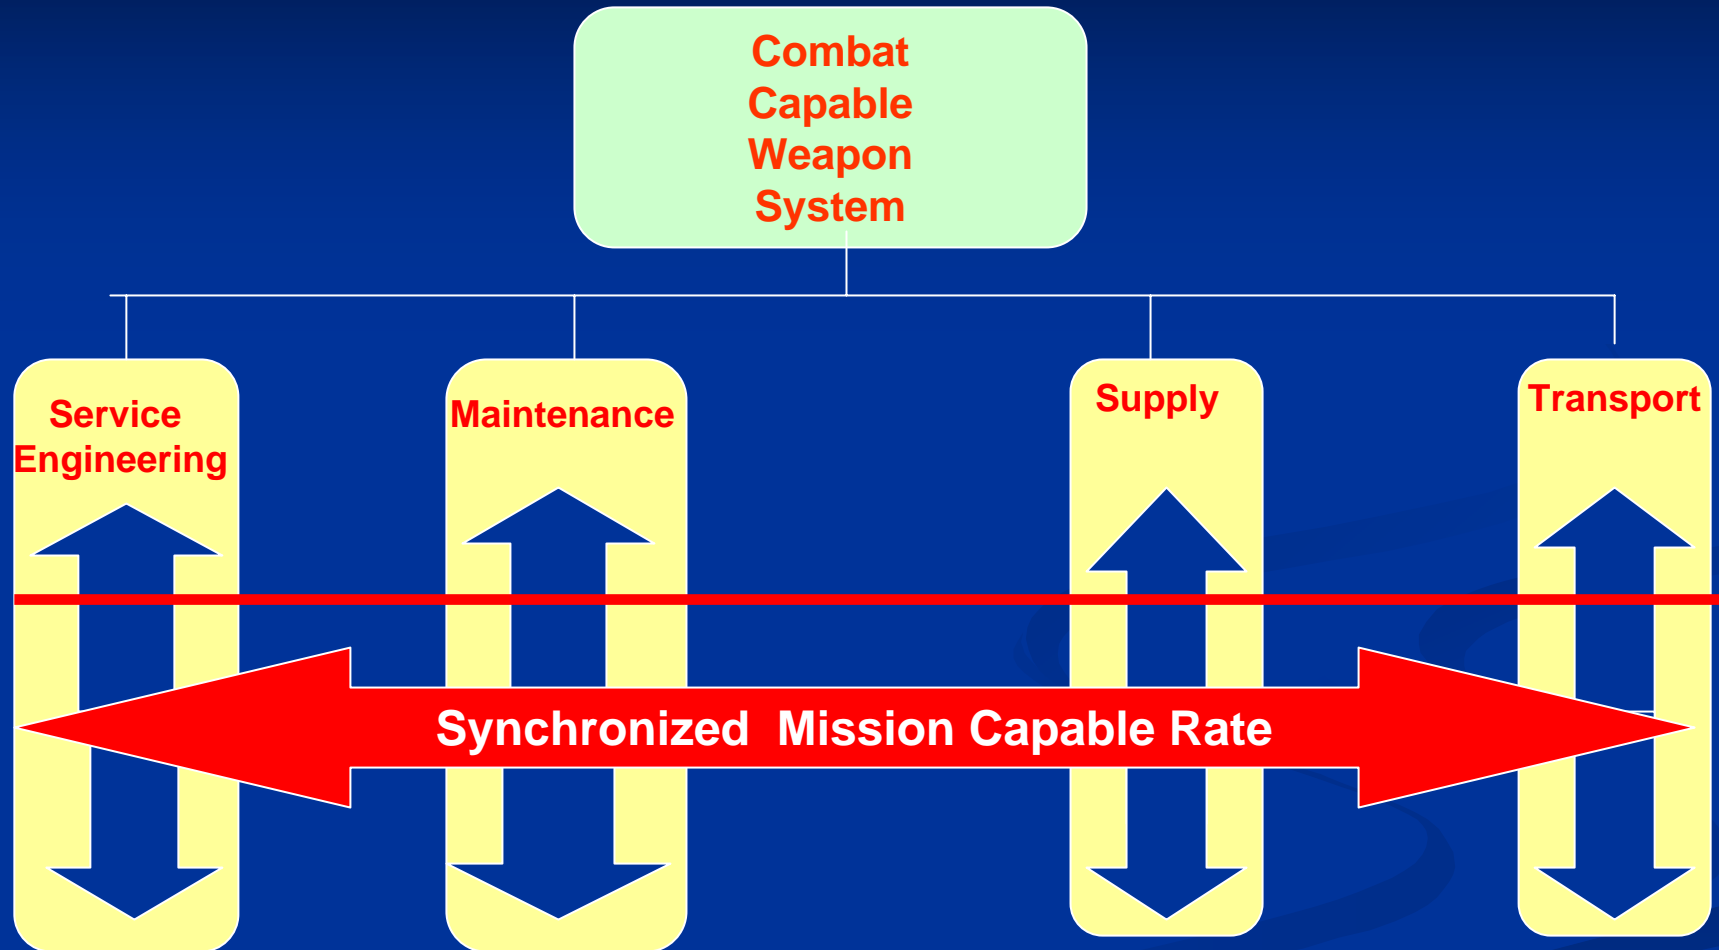 Combat
Capable
Weapon
System
Service
Engineering
Maintenance
Supply
Transport
Synchronized  Mission Capable Rate